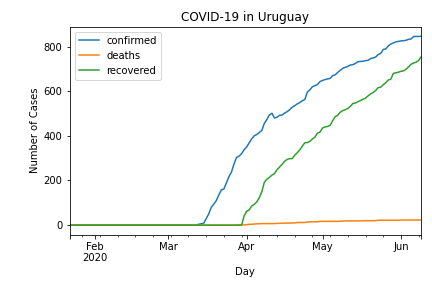 COVID-19 in Uruguay
confirmed
deaths
recovered
Number of Cases
800
600
400
200
0
Feb
2020
Mar
Apr
May
Jun
Day